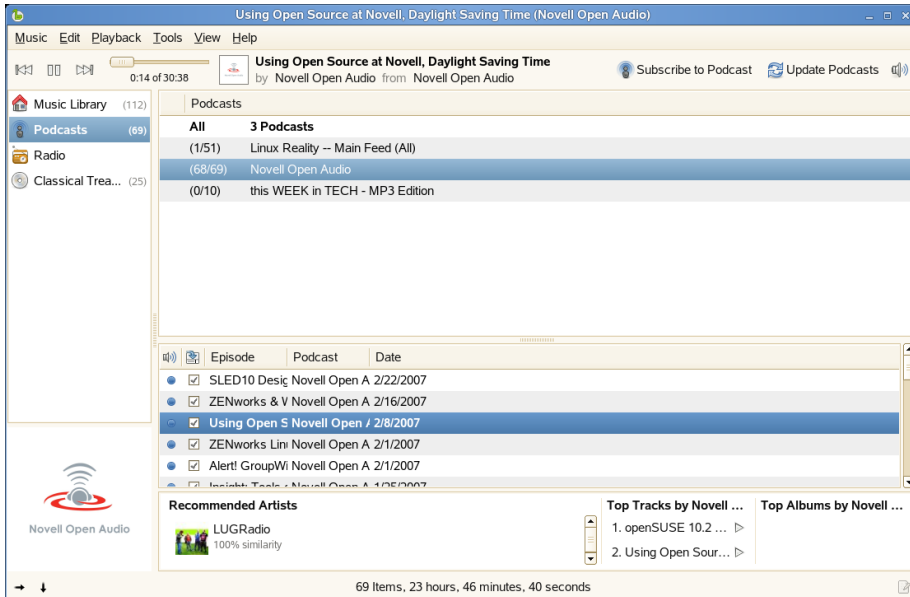 Using Open Source at Novell, Daylight Saving Time (Novell Open Audio)
Music Edit Playback Tools View Help
0:14 of 30:38
Using Open Source at Novell, Daylight Saving Time
by Novell Open Audio from Novell Open Audio
Subscribe to Podcast
Update Podcasts
Music Library (112)
Podcasts (69)
Radio
Classical Trea... (25)
Podcasts
All 3 Podcasts
(1/51) Linux Reality -- Main Feed (All)
(68/69) Novell Open Audio
(0/10) this WEEK in TECH - MP3 Edition
Episode Podcast Date
SLED10 Desig Novell Open A 2/22/2007
ZENworks & V Novell Open A 2/16/2007
Using Open S Novell Open A 2/8/2007
ZENworks Lin Novell Open A 2/1/2007
Alert! GroupWi Novell Open A 2/1/2007
Insight: Tools Novell Open A 1/25/2007
Novell Open Audio
Recommended Artists
LUGRadio
100% similarity
Top Tracks by Novell ...
1. openSUSE 10.2 ...
2. Using Open Sour...
Top Albums by Novell ...
69 Items, 23 hours, 46 minutes, 40 seconds